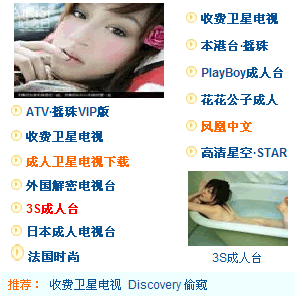 ATV·摇珠VIP版
收费卫星电视
成人卫星电视下载
外国解密电视台
3S成人台
日本成人电视台
法国时尚
收费卫星电视
本港台·摇珠
PlayBoy成人台
花花公子成人
凤凰中文
高清星空·STAR
3S成人台
推荐： 收费卫星电视 Discovery 偷窥